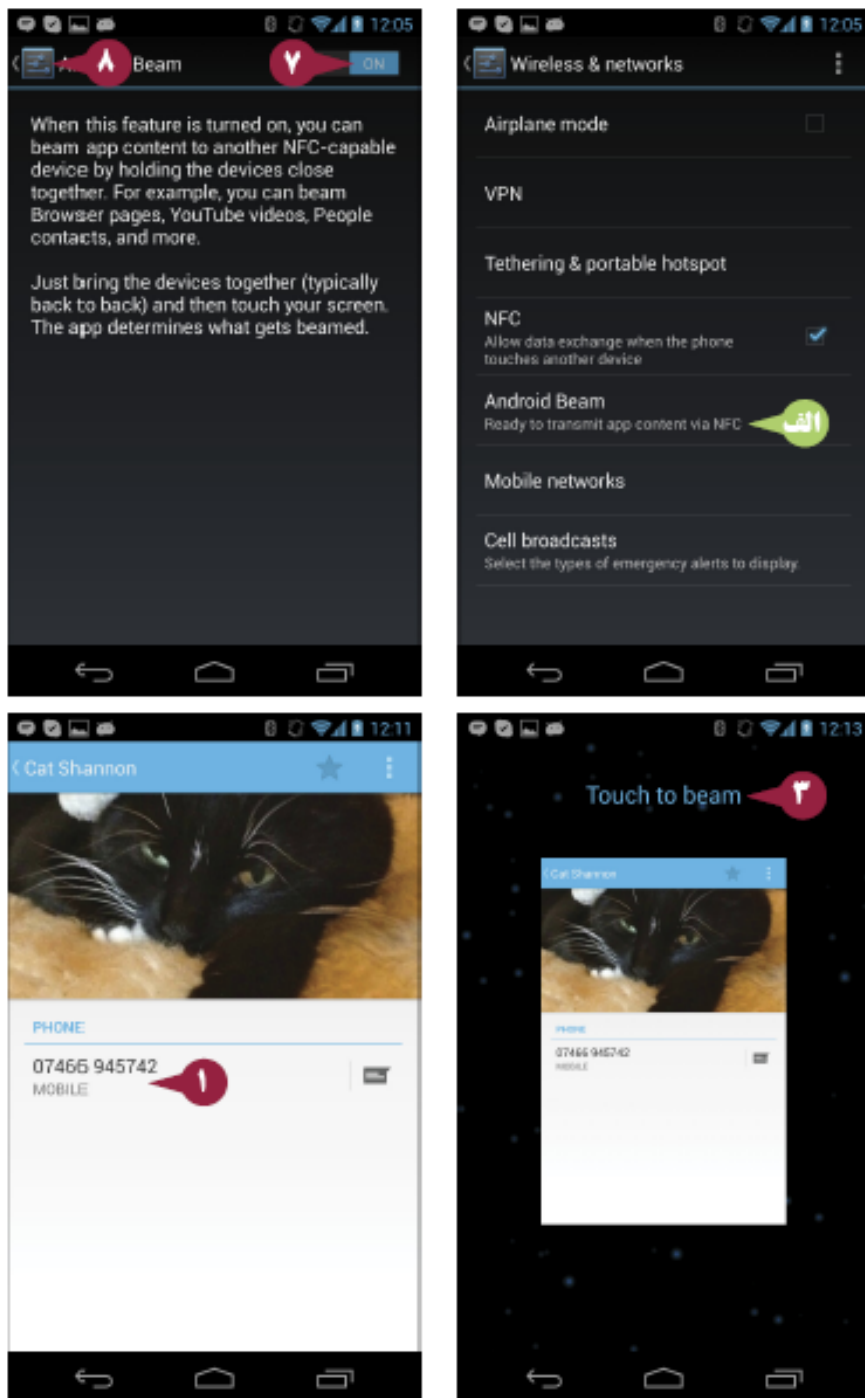 12:05
A Beam
۸
۷
ON
When this feature is turned on, you can
beam app content to another NFC-capable
device by holding the devices close
together. For example, you can beam
Browser pages, YouTube videos, People
contacts, and more.
Just bring the devices together (typically
back to back) and then touch your screen.
The app determines what gets beamed.
12:05
Wireless & networks
Airplane mode
VPN
Tethering & portable hotspot
NFC
Allow data exchange when the phone
touches another device
Android Beam
Ready to transmit app content via NFC
الف
Mobile networks
Cell broadcasts
Select the types of emergency alerts to display.
12:11
Cat Shannon
PHONE
07466 945742
MOBILE
۱
12:13
Touch to beam
۳
Cat Shannon
PHONE
07466 945742
MOBILE